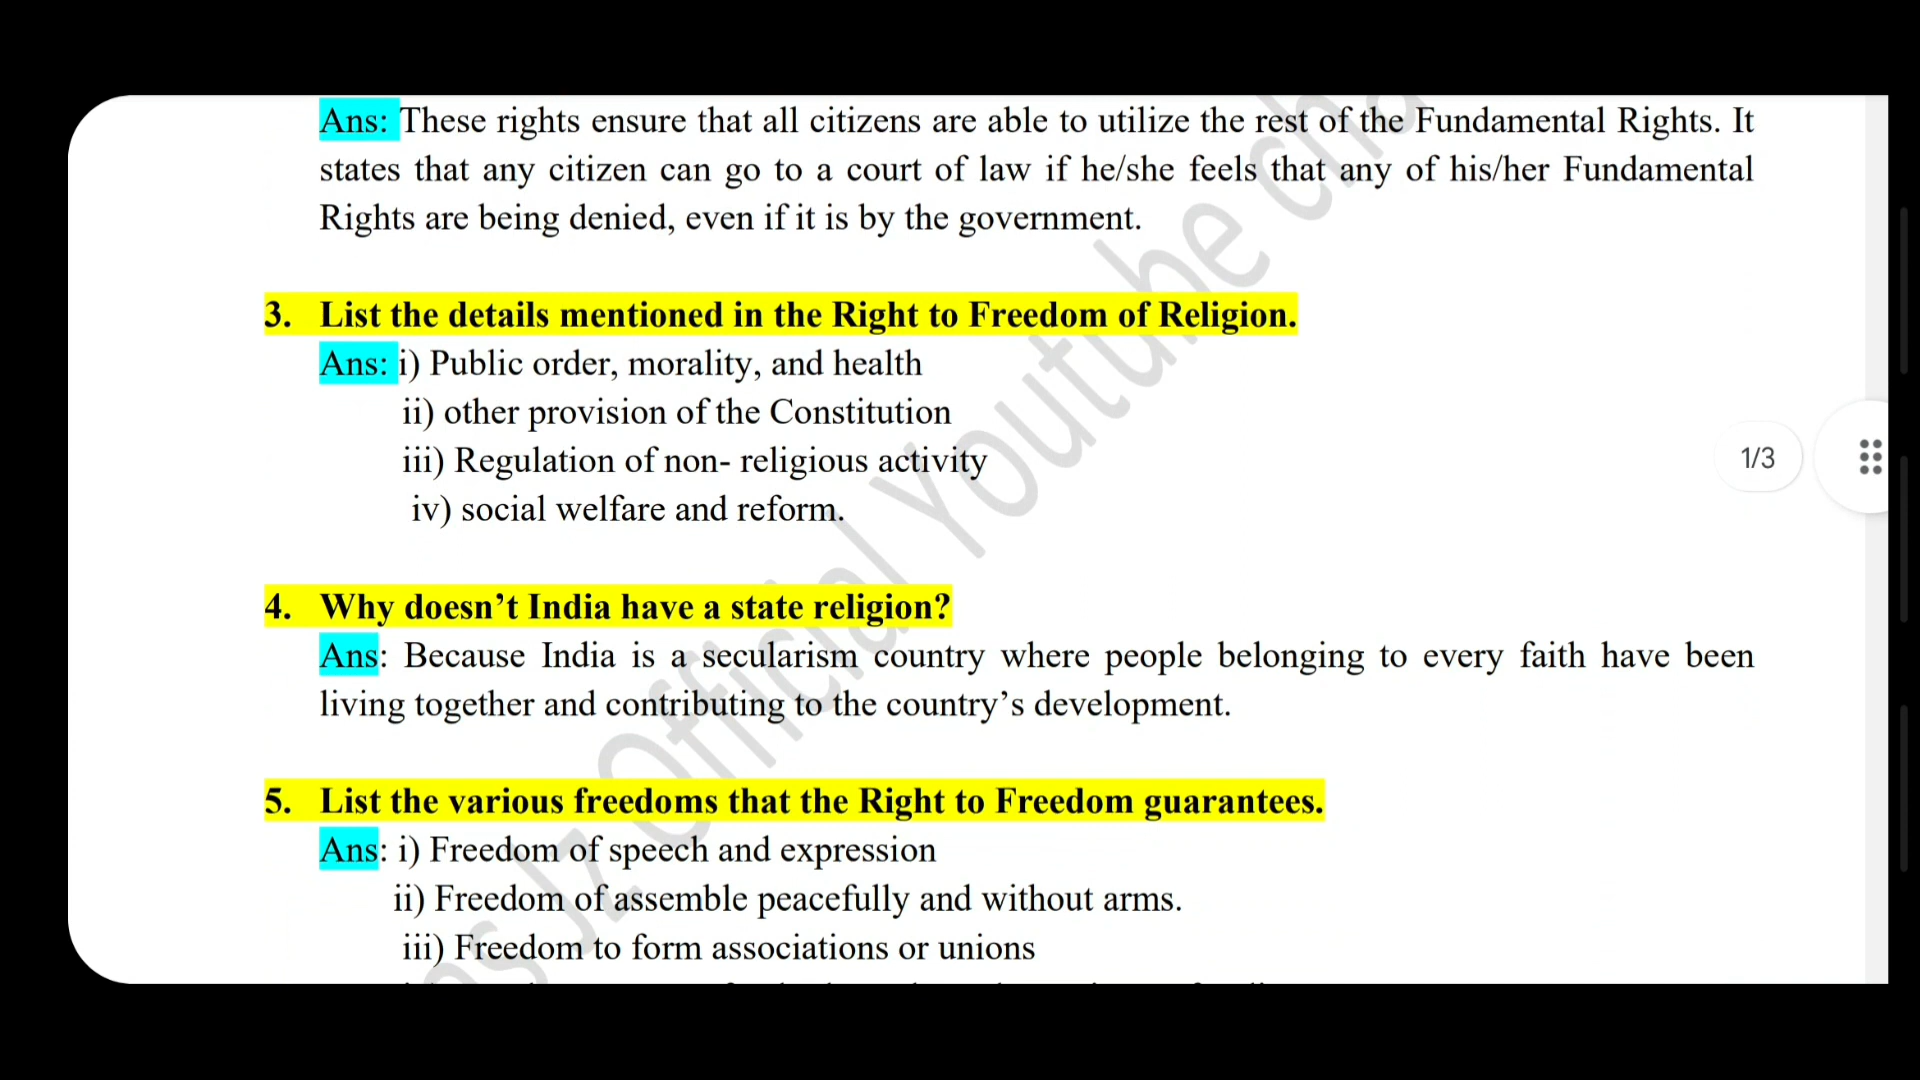 Ans: These rights ensure that all citizens are able to utilize the rest of the Fundamental Rights. It
states that any citizen can go to a court of law if he/she feels that any of his/her Fundamental
Rights are being denied, even if it is by the government.
3. List the details mentioned in the Right to Freedom of Religion.
Ans: i) Public order, morality, and health
ii) other provision of the Constitution
iii) Regulation of non- religious activity
iv) social welfare and reform.
1/3
4. Why doesn’t India have a state religion?
Ans: Because India is a secularism country where people belonging to every faith have been
living together and contributing to the country’s development.
5. List the various freedoms that the Right to Freedom guarantees.
Ans: i) Freedom of speech and expression
ii) Freedom of assemble peacefully and without arms.
iii) Freedom to form associations or unions
Jz Official Youtube